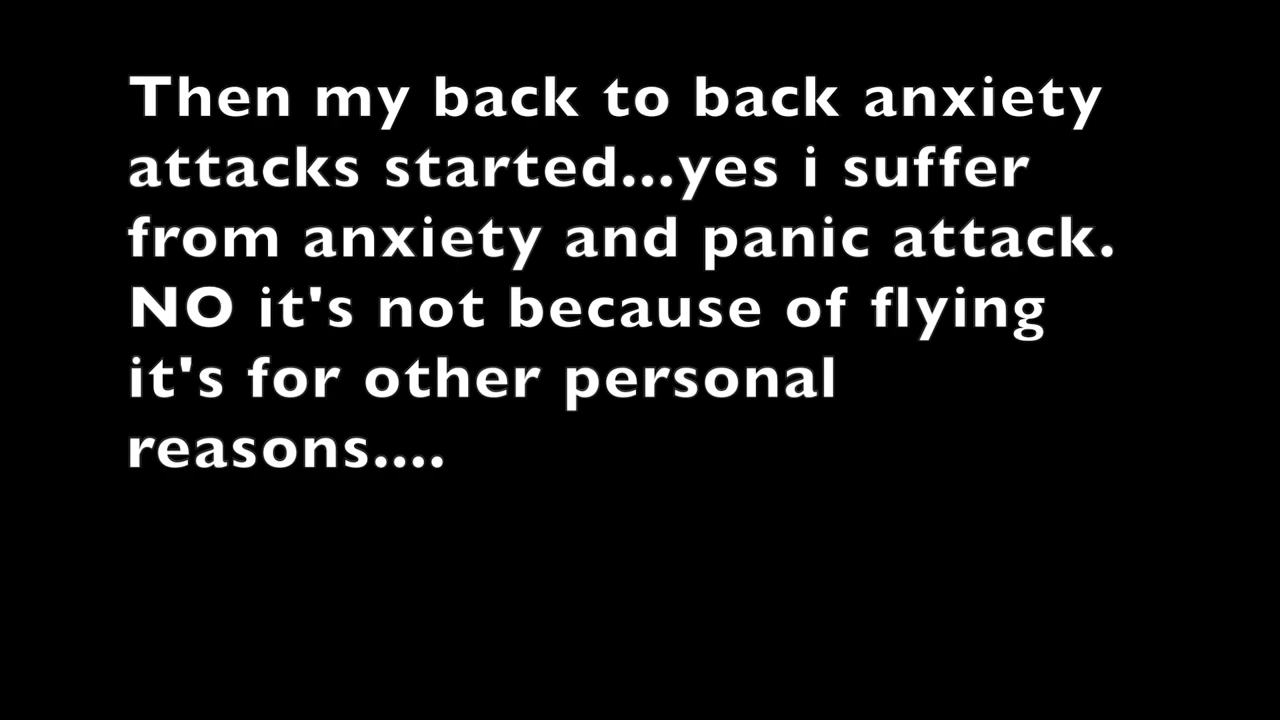 Then my back to back anxiety
attacks started...yes i suffer
from anxiety and panic attack.
NO it's not because of flying
it's for other personal
reasons....